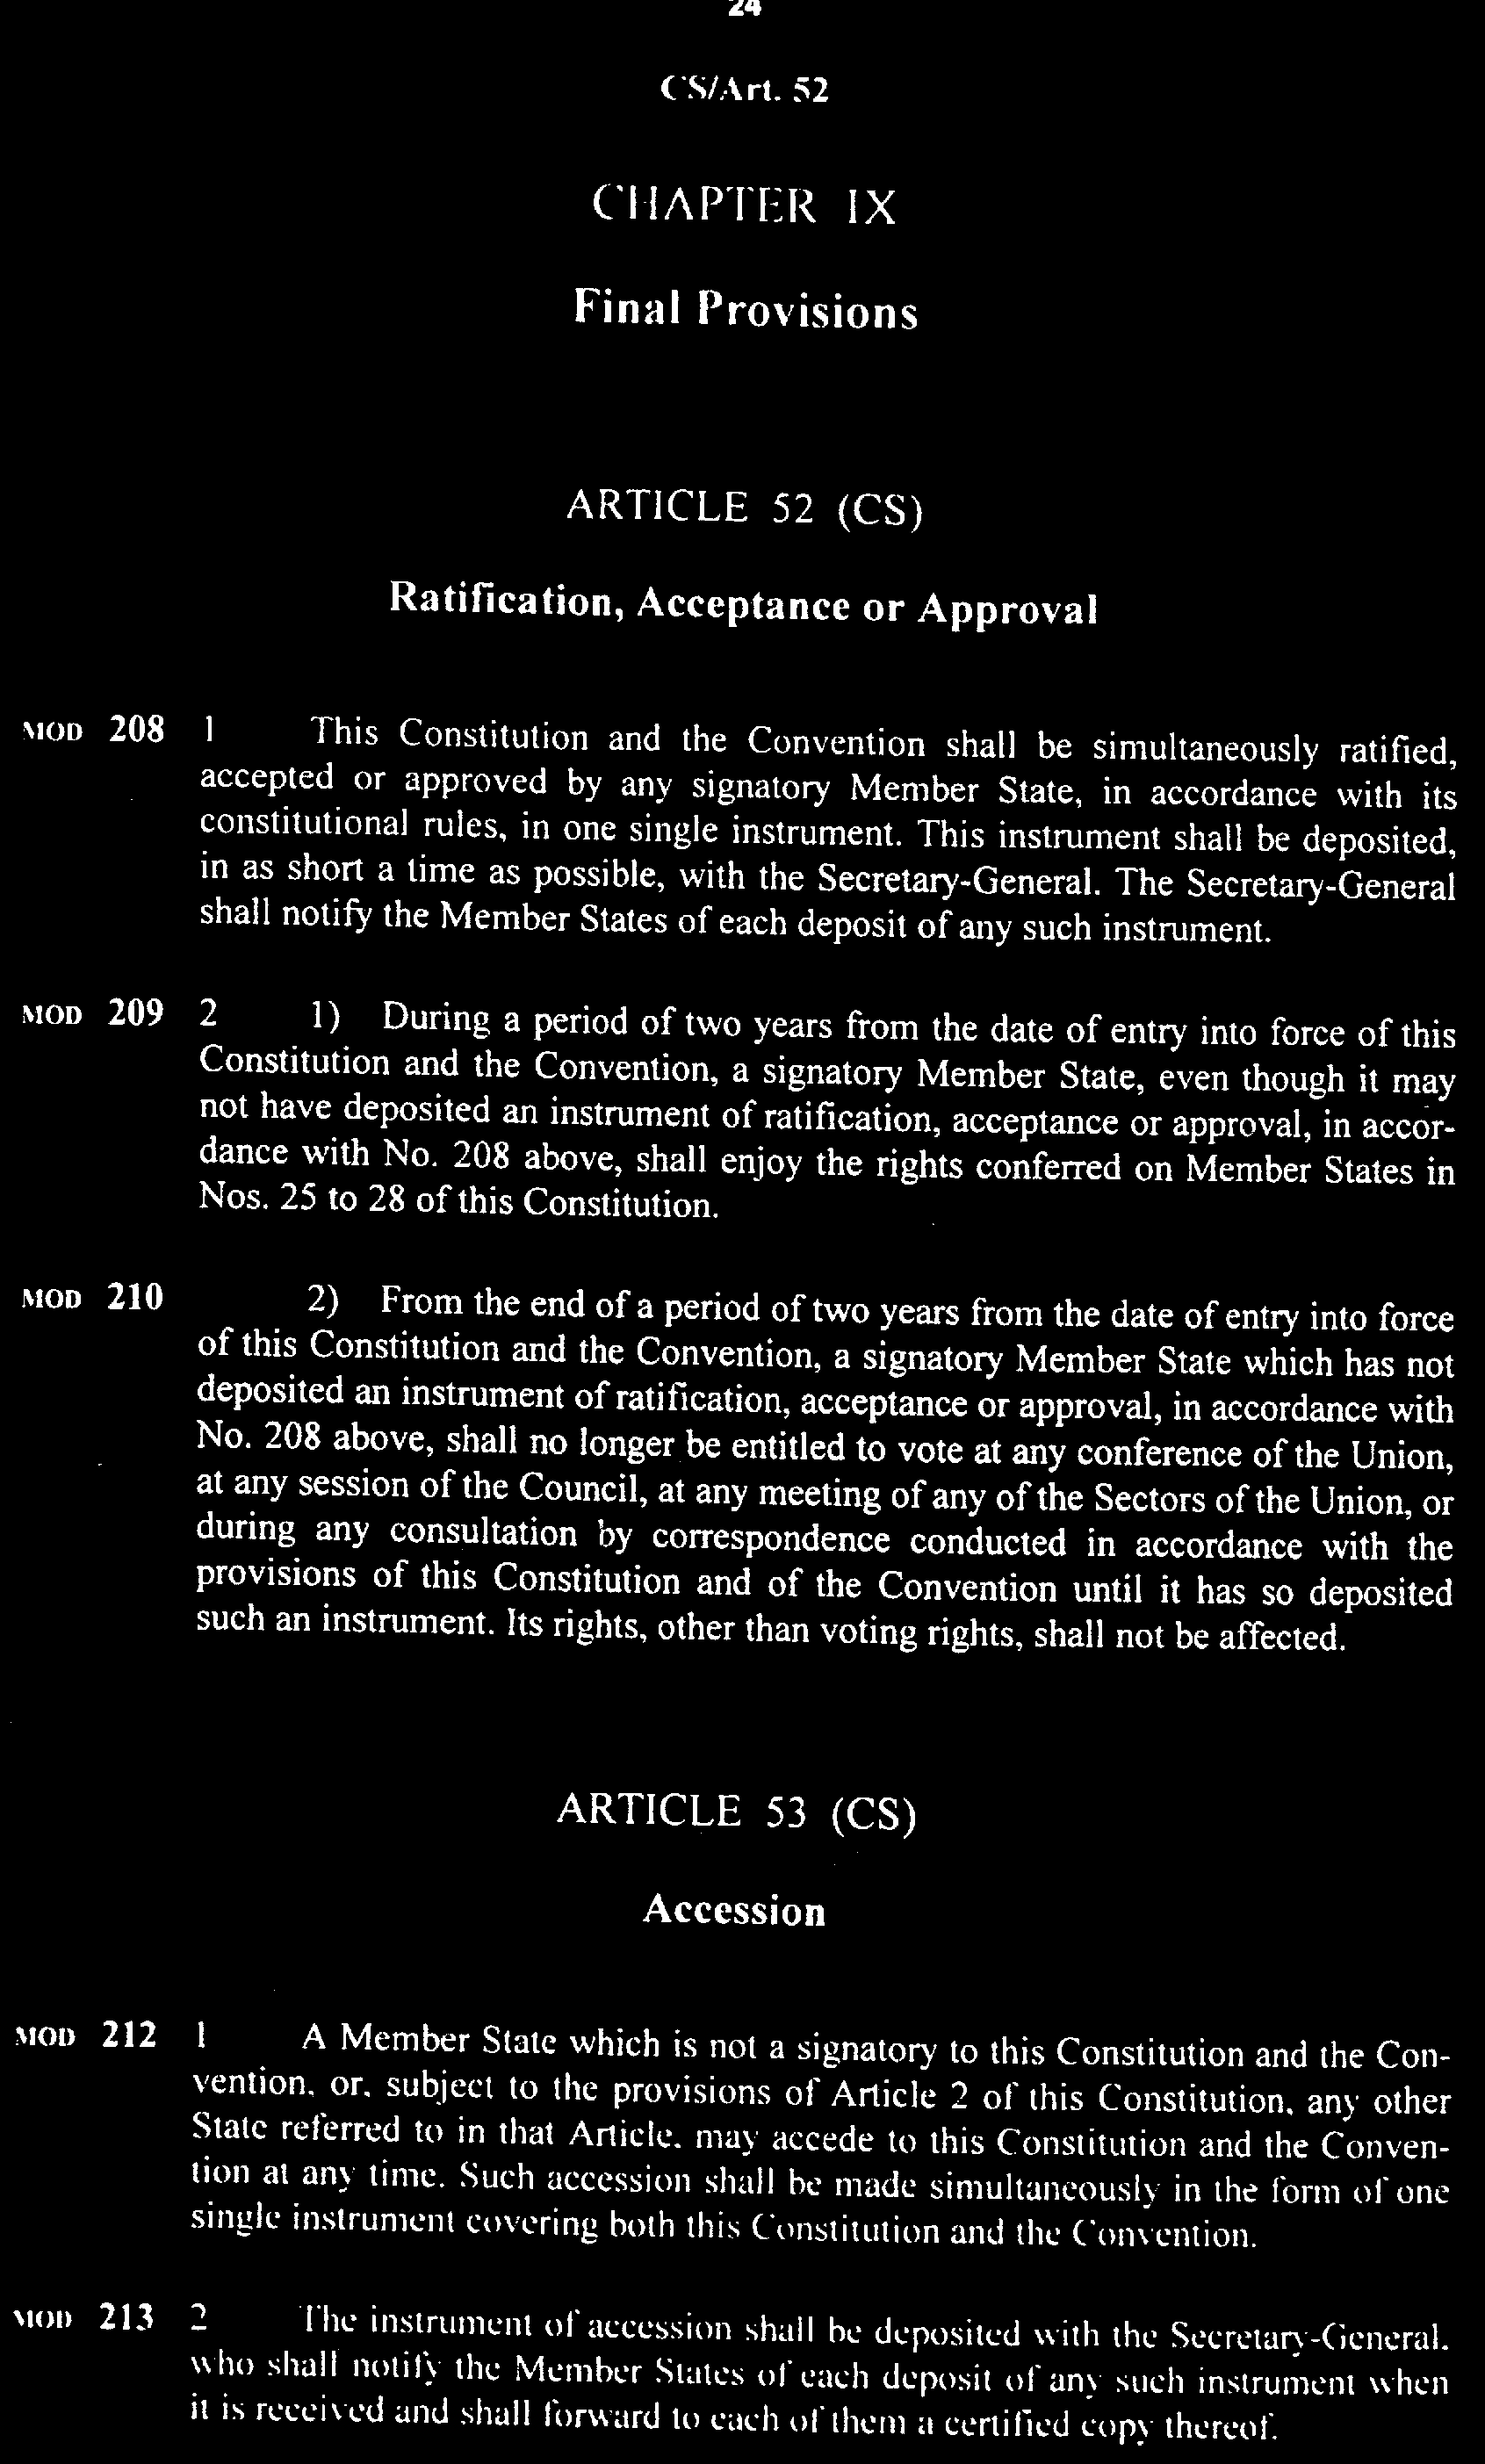 24
CS/Art. 52
CHAPTER IX
Final Provisions
ARTICLE 52 (CS)
Ratification, Acceptance or Approval
MOD 208 1 This Constitution and the Convention shall be simultaneously ratified,
accepted or approved by any signatory Member State, in accordance with its
constitutional rules, in one single instrument. This instrument shall be deposited,
in as short a time as possible, with the Secretary-General. The Secretary-General
shall notify the Member States of each deposit of any such instrument.
MOD 209 2 1) During a period of two years from the date of entry into force of this
Constitution and the Convention, a signatory Member State, even though it may
not have deposited an instrument of ratification, acceptance or approval, in accor-
dance with No. 208 above, shall enjoy the rights conferred on Member States in
Nos. 25 to 28 of this Constitution.
MOD 210 2) From the end of a period of two years from the date of entry into force
of this Constitution and the Convention, a signatory Member State which has not
deposited an instrument of ratification, acceptance or approval, in accordance with
No. 208 above, shall no longer be entitled to vote at any conference of the Union,
at any session of the Council, at any meeting of any of the Sectors of the Union, or
during any consultation by correspondence conducted in accordance with the
provisions of this Constitution and of the Convention until it has so deposited
such an instrument. Its rights, other than voting rights, shall not be affected.
ARTICLE 53 (CS)
Accession
MOD 212 1 A Member State which is not a signatory to this Constitution and the Con-
vention, or, subject to the provisions of Article 2 of this Constitution, any other
State referred to in that Article, may accede to this Constitution and the Conven-
tion at any time. Such accession shall be made simultaneously in the form of one
single instrument covering both this Constitution and the Convention.
MOD 213 2 The instrument of accession shall be deposited with the Secretary-General,
who shall notify the Member States of each deposit of any such instrument when
it is received and shall forward to each of them a certified copy thereof.